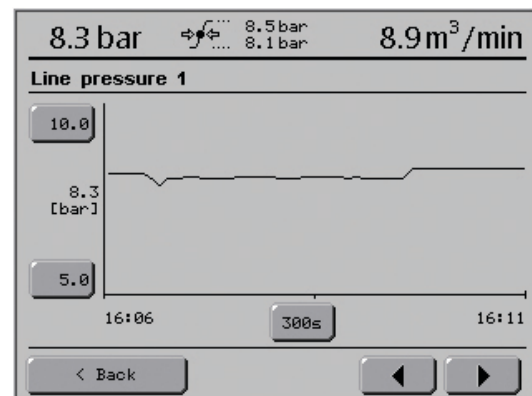 8.3 bar 8.5 bar 8.9 m³/min
8.1 bar
Line pressure 1
10.0
8.3
[bar]
5.0
16:06 300s 16:11
< Back